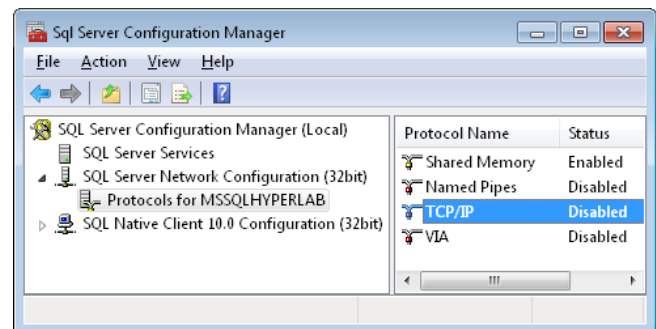 Sql Server Configuration Manager
File Action View Help
SQL Server Configuration Manager (Local)
SQL Server Services
SQL Server Network Configuration (32bit)
Protocols for MSSQLHYPERLAB
SQL Native Client 10.0 Configuration (32bit)
Protocol Name Status
Shared Memory Enabled
Named Pipes Disabled
TCP/IP Disabled
VIA Disabled